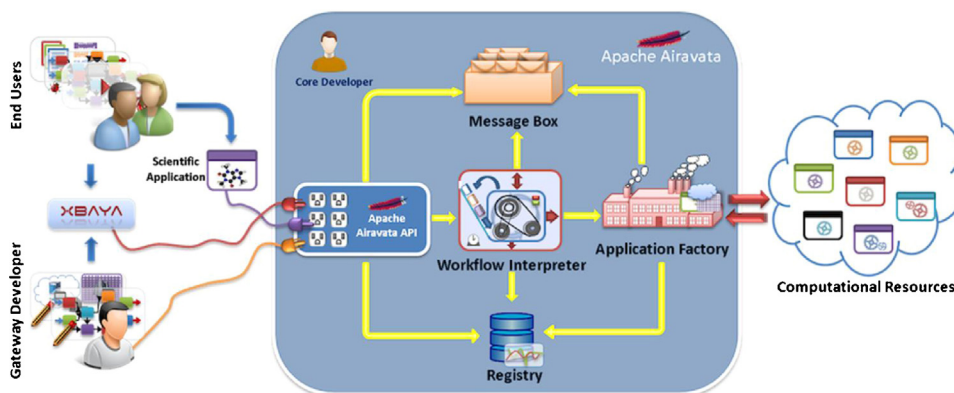 End Users
Scientific
Application
XBAYA
Gateway Developer
Core Developer
Apache Airavata
Message Box
Apache
Airavata API
Workflow Interpreter
Application Factory
Registry
Computational Resources